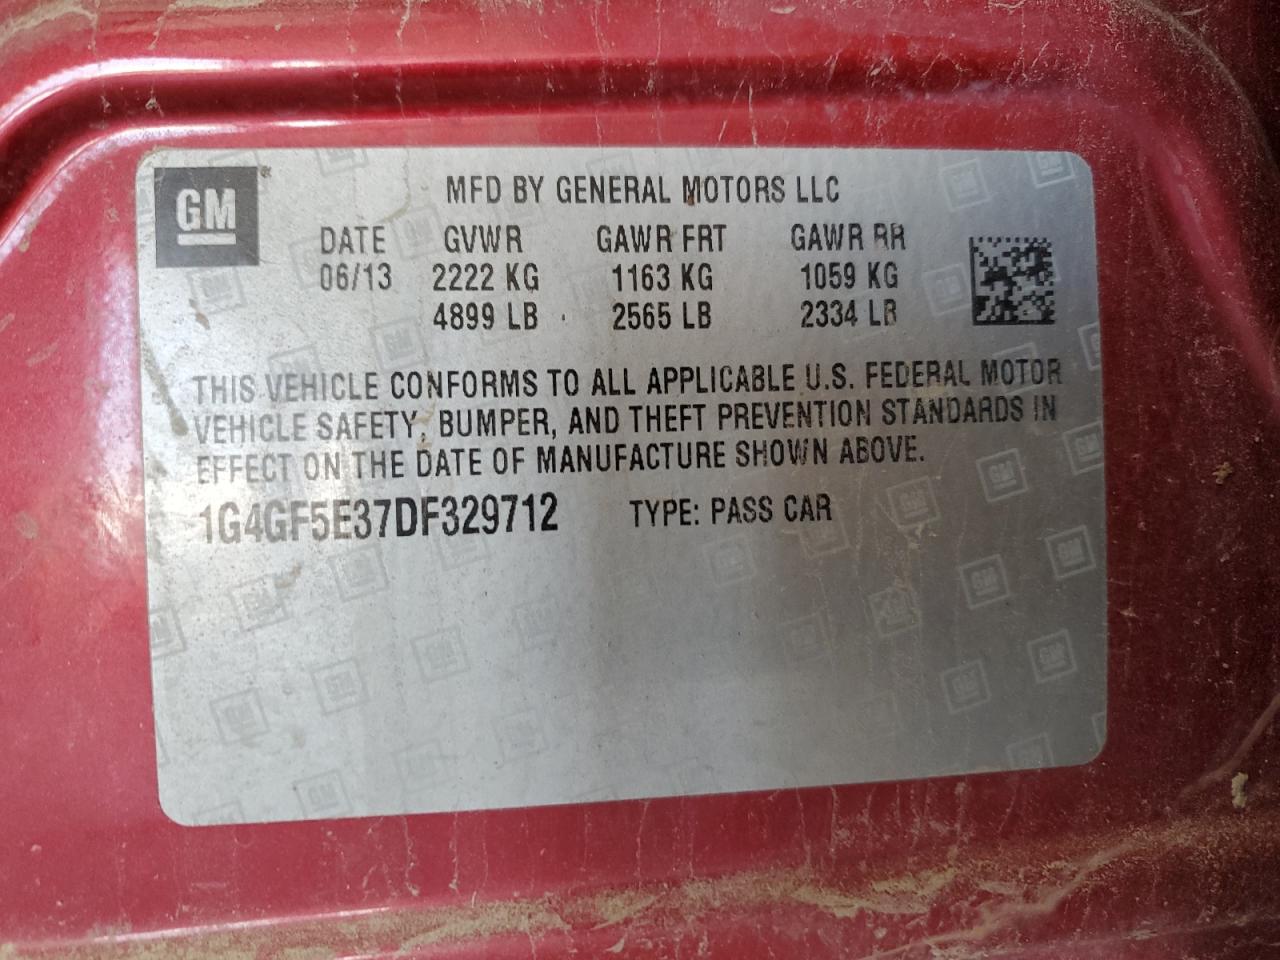 GM
MFD BY GENERAL MOTORS LLC
DATE GVWR GAWR FRT GAWR RR
06/13 2222 KG 1163 KG 1059 KG
4899 LB 2565 LB 2334 LB
THIS VEHICLE CONFORMS TO ALL APPLICABLE U.S. FEDERAL MOTOR
VEHICLE SAFETY, BUMPER, AND THEFT PREVENTION STANDARDS IN
EFFECT ON THE DATE OF MANUFACTURE SHOWN ABOVE.
1G4GF5E37DF329712 TYPE: PASS CAR